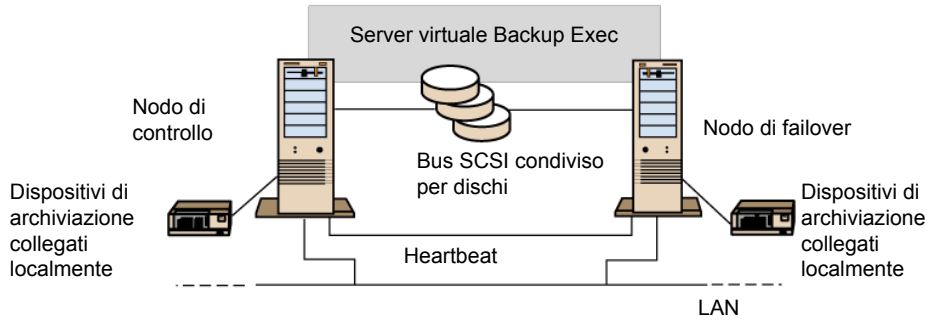 Server virtuale Backup Exec
Nodo di
controllo
Nodo di failover
Bus SCSI condiviso
per dischi
Dispositivi di
archiviazione
collegati
localmente
Dispositivi di
archiviazione
collegati
localmente
Heartbeat
LAN